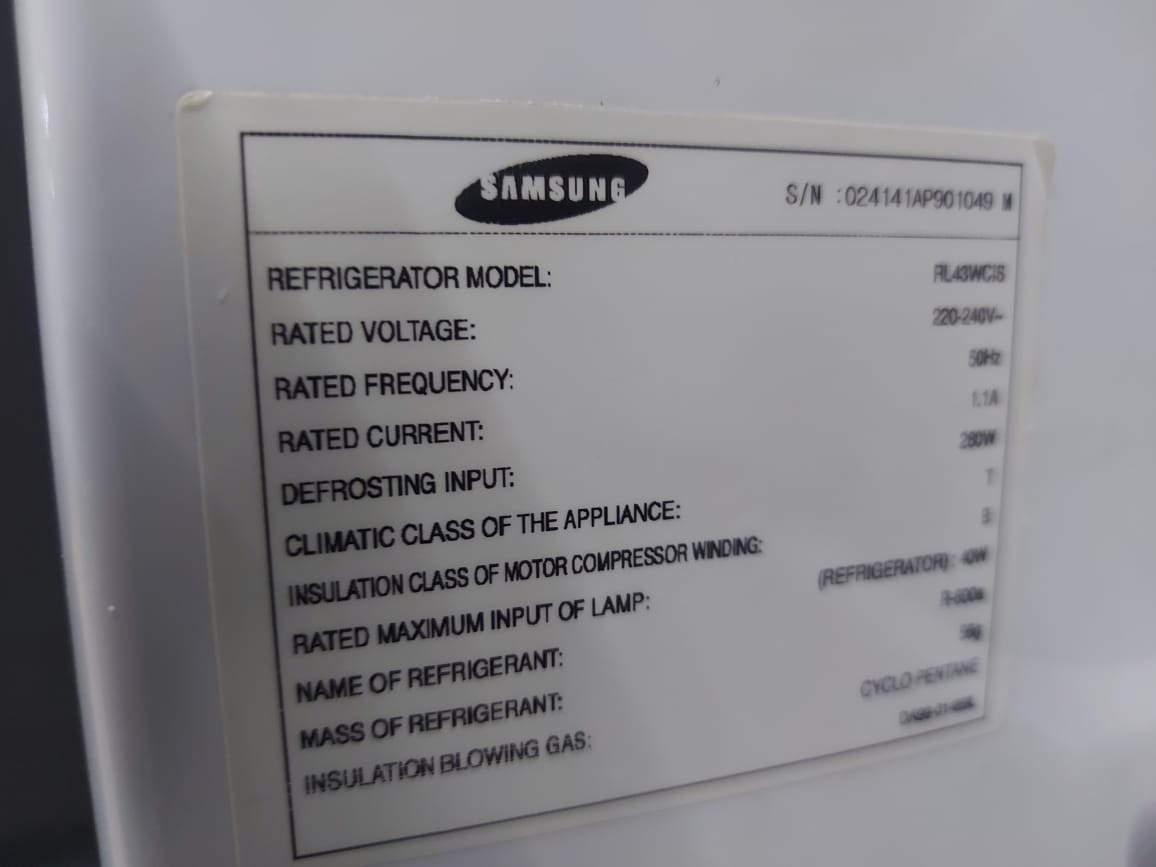 SAMSUNG S/N :024141AP901049 M
REFRIGERATOR MODEL: RL43WCIS
RATED VOLTAGE: 220-240V~
RATED FREQUENCY: 50Hz
RATED CURRENT: 1.1A
DEFROSTING INPUT: 260W
CLIMATIC CLASS OF THE APPLIANCE: T
INSULATION CLASS OF MOTOR COMPRESSOR WINDING:
RATED MAXIMUM INPUT OF LAMP: (REFRIGERATOR) : 40W
NAME OF REFRIGERANT: R-600a
MASS OF REFRIGERANT:
INSULATION BLOWING GAS: CYCLO PENTANE